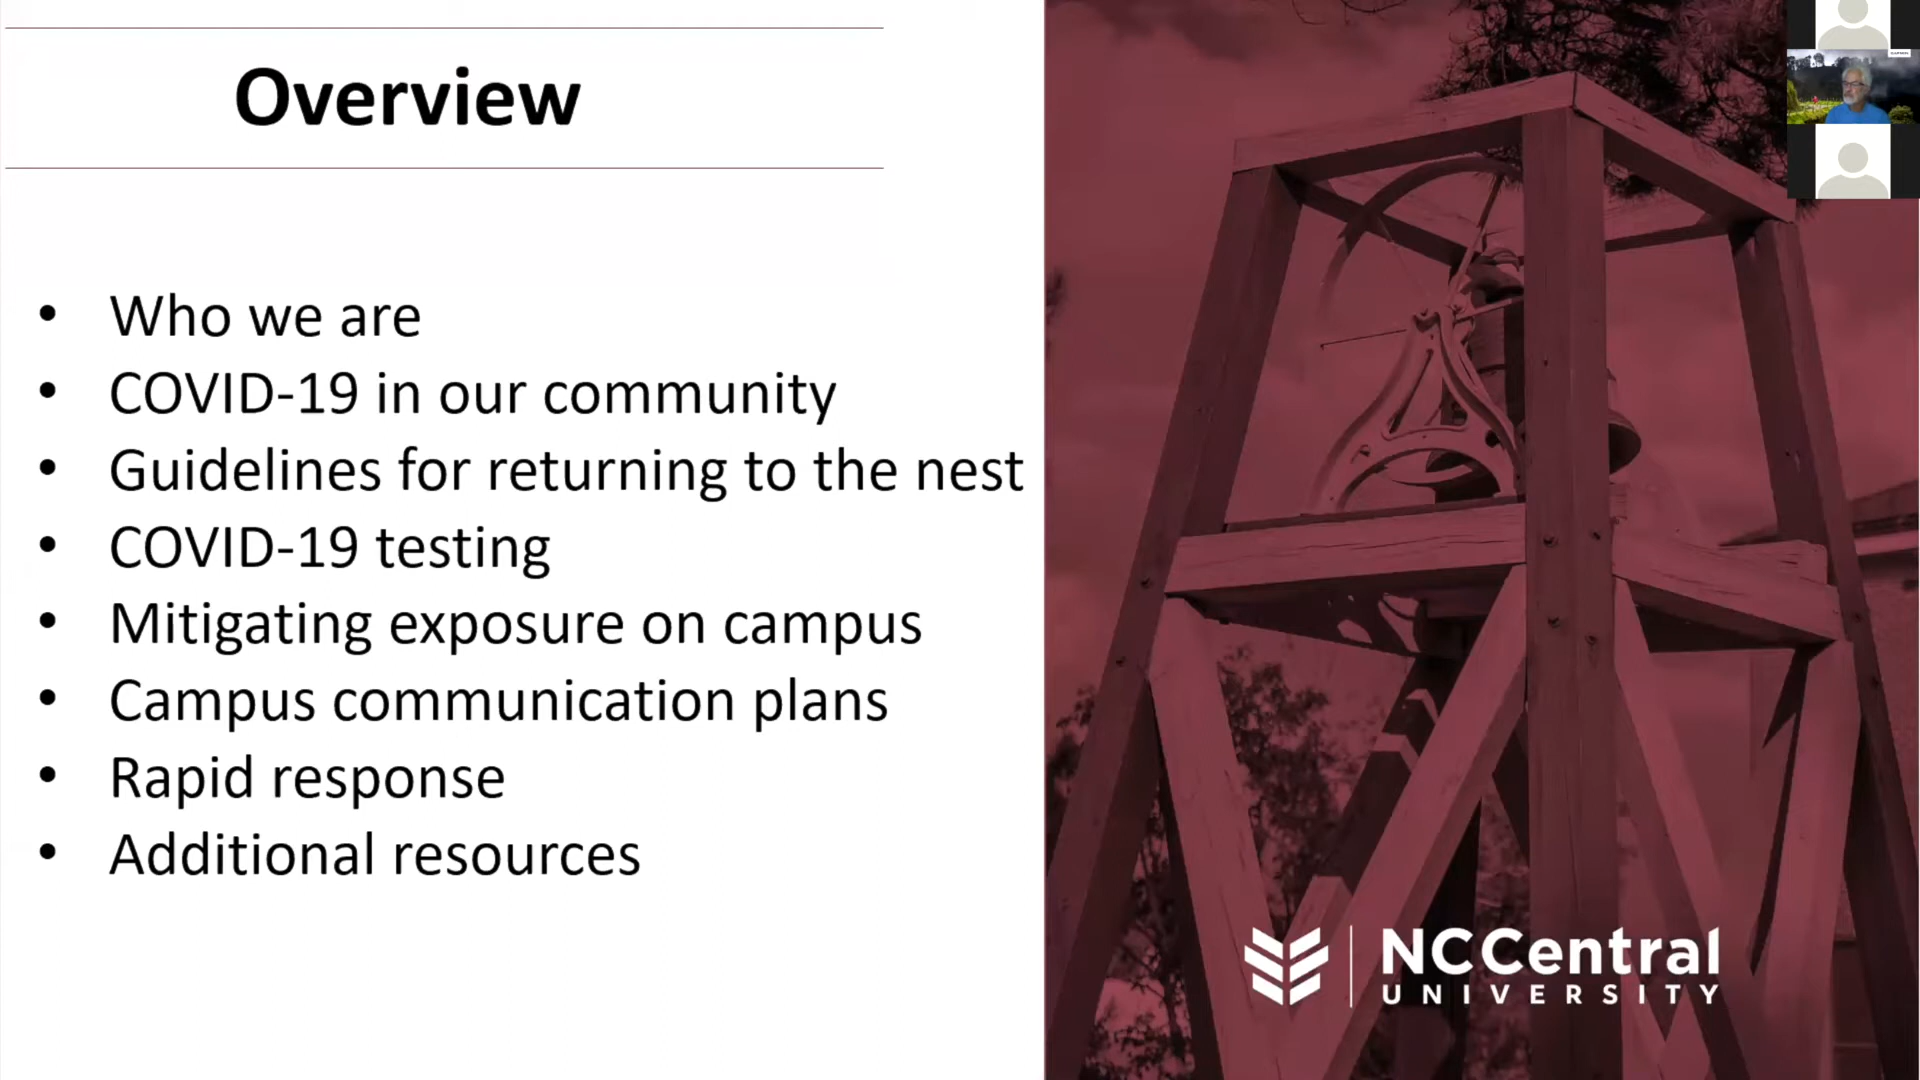 Overview
• Who we are
• COVID-19 in our community
• Guidelines for returning to the nest
• COVID-19 testing
• Mitigating exposure on campus
• Campus communication plans
• Rapid response
• Additional resources
NCCentral
UNIVERSITY